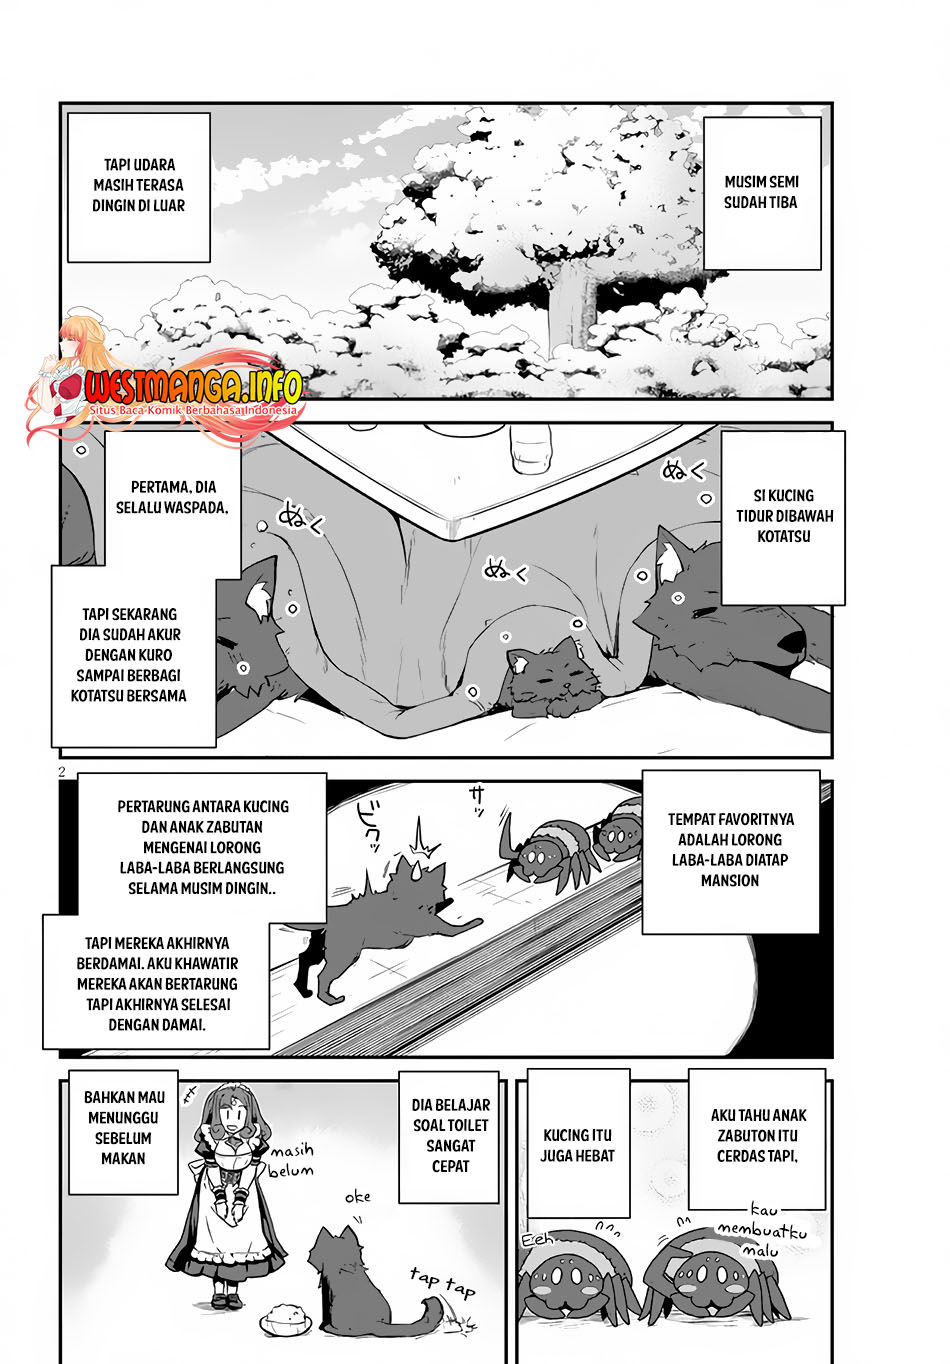 MUSIM SEMI
SUDAH TIBA
TAPI UDARA
MASIH TERASA
DINGIN DI LUAR
WESTMANGA.INFO
Situs Baca Komik Berbahasa Indonesia
SI KUCING
TIDUR DIBAWAH
KOTATSU
ぬく
ぬく
ぬく
PERTAMA, DIA
SELALU WASPADA,
TAPI SEKARANG
DIA SUDAH AKUR
DENGAN KURO
SAMPAI BERBAGI
KOTATSU BERSAMA
2
TEMPAT FAVORITNYA
ADALAH LORONG
LABA-LABA DIATAP
MANSION
サッ
ビクッ
PERTARUNG ANTARA KUCING
DAN ANAK ZABUTAN
MENGENAI LORONG
LABA-LABA BERLANGSUNG
SELAMA MUSIM DINGIN..
TAPI MEREKA AKHIRNYA
BERDAMAI. AKU KHAWATIR
MEREKA AKAN BERTARUNG
TAPI AKHIRNYA SELESAI
DENGAN DAMAI.
AKU TAHU ANAK
ZABUTON ITU
CERDAS TAPI,
KUCING ITU
JUGA HEBAT
kau
membuatku
malu
Eeh
DIA BELAJAR
SOAL TOILET
SANGAT
CEPAT
BAHKAN MAU
MENUNGGU
SEBELUM
MAKAN
masih
belum
oke
tap tap